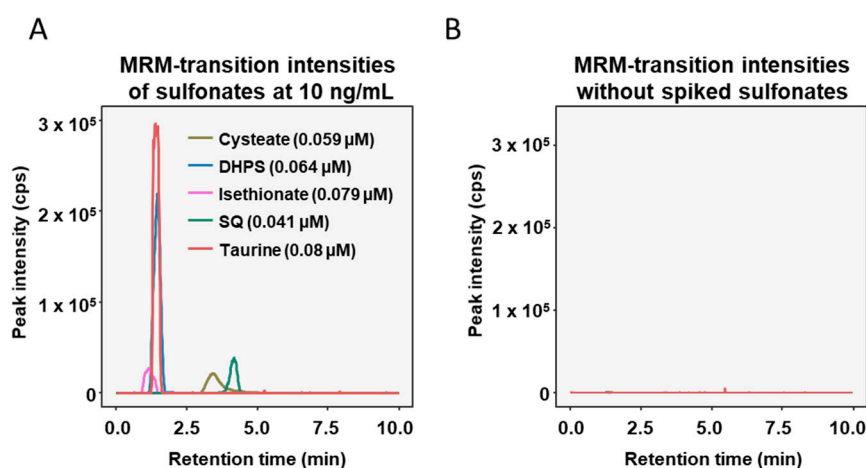 A
MRM-transition intensities
of sulfonates at 10 ng/mL
Peak intensity (cps)
3 x 10⁵
2 x 10⁵
1 x 10⁵
0
Cysteate (0.059 µM)
DHPS (0.064 µM)
Isethionate (0.079 µM)
SQ (0.041 µM)
Taurine (0.08 µM)
0.0 2.5 5.0 7.5 10.0
Retention time (min)
B
MRM-transition intensities
without spiked sulfonates
Peak intensity (cps)
3 x 10⁵
2 x 10⁵
1 x 10⁵
0
0.0 2.5 5.0 7.5 10.0
Retention time (min)